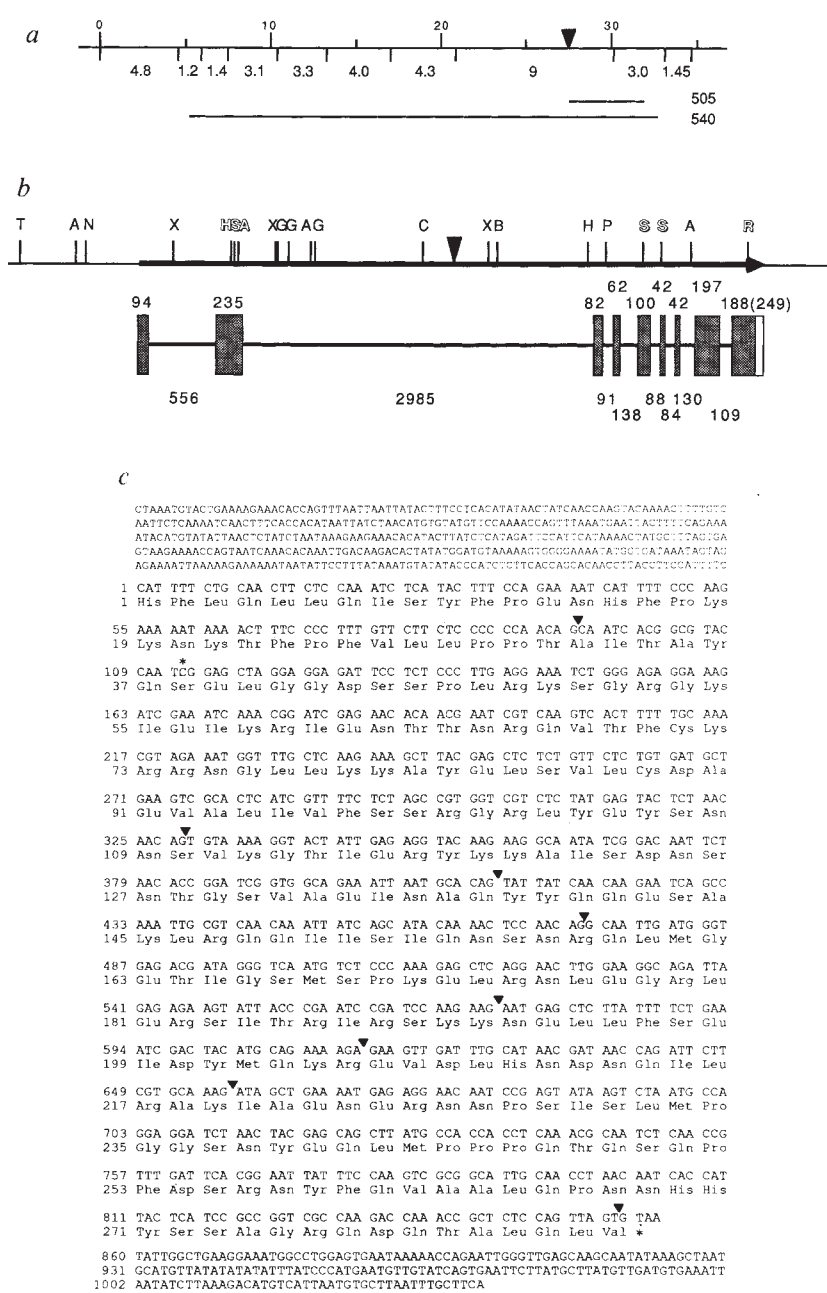 a
0 10 20 30
4.8 1.2 1.4 3.1 3.3 4.0 4.3 9 3.0 1.45
505
540
b
T A N X H S A X G G A G C X B H P S S A R
62 42 197
94 235 82 100 42 188(249)
556 2985 91 88 130
138 84 109
c
1 CAT TTT CTG CAA CTT CTC CAA ATC TCA TAC TTT CCA GAA AAT CAT TTT CCC AAG
1 His Phe Leu Gln Leu Leu Gln Ile Ser Tyr Phe Pro Glu Asn His Phe Pro Lys
55 AAA AAT AAA ACT TTC CCC TTT GTT CTT CTC CCC CCA ACA GCA ATC ACG GCG TAC
19 Lys Asn Lys Thr Phe Pro Phe Val Leu Leu Pro Pro Thr Ala Ile Thr Ala Tyr
*
109 CAA TCG GAG CTA GGA GGA GAT TCC TCT CCC TTG AGG AAA TCT GGG AGA GGA AAG
37 Gln Ser Glu Leu Gly Gly Asp Ser Ser Pro Leu Arg Lys Ser Gly Arg Gly Lys
163 ATC GAA ATC AAA CGG ATC GAG AAC ACA ACG AAT CGT CAA GTC ACT TTT TGC AAA
55 Ile Glu Ile Lys Arg Ile Glu Asn Thr Thr Asn Arg Gln Val Thr Phe Cys Lys
217 CGT AGA AAT GGT TTG CTC AAG AAA GCT TAC GAG CTC TCT GTT CTC TGT GAT GCT
73 Arg Arg Asn Gly Leu Leu Lys Lys Ala Tyr Glu Leu Ser Val Leu Cys Asp Ala
271 GAA GTC GCA CTC ATC GTT TTC TCT AGC CGT GGT CGT CTC TAT GAG TAC TCT AAC
91 Glu Val Ala Leu Ile Val Phe Ser Ser Arg Gly Arg Leu Tyr Glu Tyr Ser Asn
325 AAC AGT GTA AAA GGT ACT ATT GAG AGG TAC AAG AAG GCA ATA TCG GAC AAT TCT
109 Asn Ser Val Lys Gly Thr Ile Glu Arg Tyr Lys Lys Ala Ile Ser Asp Asn Ser
379 AAC ACC GGA TCG GTG GCA GAA ATT AAT GCA CAG TAT TAT CAA CAA GAA TCA GCC
127 Asn Thr Gly Ser Val Ala Glu Ile Asn Ala Gln Tyr Tyr Gln Gln Glu Ser Ala
433 AAA TTG CGT CAA CAA ATT ATC AGC ATA CAA AAC TCC AAC AGG CAA TTG ATG GGT
145 Lys Leu Arg Gln Gln Ile Ile Ser Ile Gln Asn Ser Asn Arg Gln Leu Met Gly
487 GAG ACG ATA GGG TCA ATG TCT CCC AAA GAG CTC AGG AAC TTG GAA GGC AGA TTA
163 Glu Thr Ile Gly Ser Met Ser Pro Lys Glu Leu Arg Asn Leu Glu Gly Arg Leu
541 GAG AGA AGT ATT ACC CGA ATC CGA TCC AAG AAG AAT GAG CTC TTA TTT TCT GAA
181 Glu Arg Ser Ile Thr Arg Ile Arg Ser Lys Lys Asn Glu Leu Leu Phe Ser Glu
594 ATC GAC TAC ATG CAG AAA AGA GAA GTT GAT TTG CAT AAC GAT AAC CAG ATT CTT
199 Ile Asp Tyr Met Gln Lys Arg Glu Val Asp Leu His Asn Asp Asn Gln Ile Leu
649 CGT GCA AAG ATA GCT GAA AAT GAG AGG AAC AAT CCG AGT ATA AGT CTA ATG CCA
217 Arg Ala Lys Ile Ala Glu Asn Glu Arg Asn Asn Pro Ser Ile Ser Leu Met Pro
703 GGA GGA TCT AAC TAC GAG CAG CTT ATG CCA CCA CCT CAA ACG CAA TCT CAA CCG
235 Gly Gly Ser Asn Tyr Glu Gln Leu Met Pro Pro Pro Gln Thr Gln Ser Gln Pro
757 TTT GAT TCA CGG AAT TAT TTC CAA GTC GCG GCA TTG CAA CCT AAC AAT CAC CAT
253 Phe Asp Ser Arg Asn Tyr Phe Gln Val Ala Ala Leu Gln Pro Asn Asn His His
811 TAC TCA TCC GCC GGT CGC CAA GAC CAA ACC GCT CTC CAG TTA GTG TAA
271 Tyr Ser Ser Ala Gly Arg Gln Asp Gln Thr Ala Leu Gln Leu Val *
860 TATTGGCTGAAGGAAATGGCCTGGAGTGAATAAAAACCAGAATTGGGTTGAGCAAGCAATATAAAGCTAAT
931 GCATGTTATATATATATTTATCCCATGAATGTTGTATCAGTGAATTCTTATGCTTATGTTGATGTGAAATT
1002 AATATCTTAAAGACATGTCATTAATGTGCTTAATTTGCTTCA